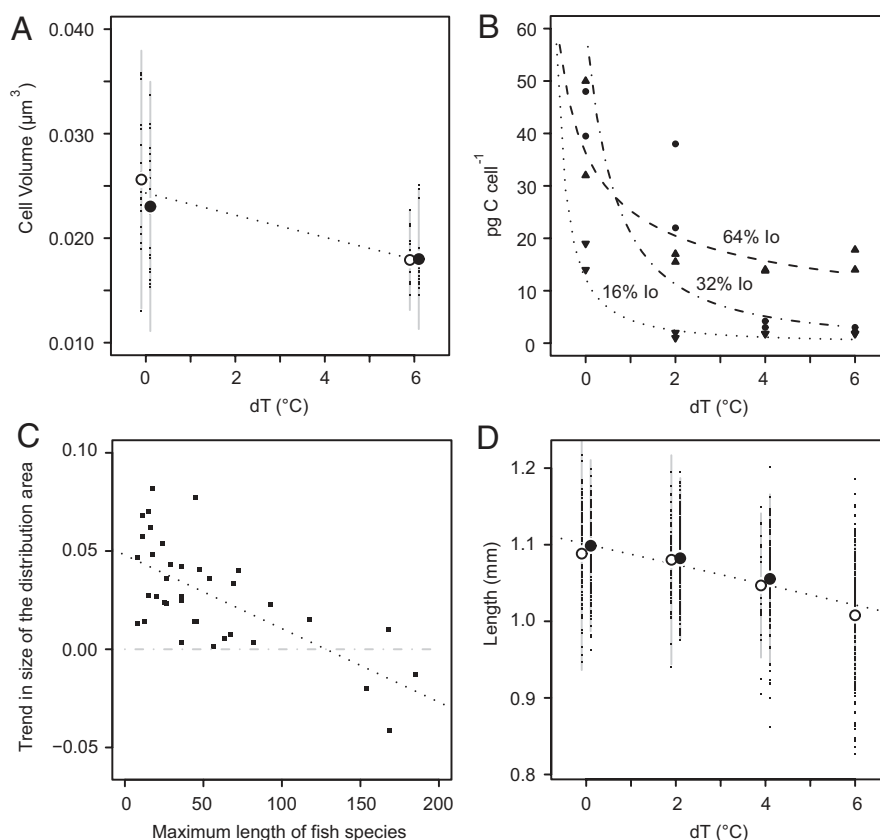 A
Cell Volume (µm³)
0.040
0.030
0.020
0.010
0
2
4
6
dT (°C)
B
pg C cell⁻¹
60
50
40
30
20
10
0
64% Io
32% Io
16% Io
0
2
4
6
dT (°C)
C
Trend in size of the distribution area
0.10
0.05
0.00
−0.05
0
50
100
150
200
Maximum length of fish species
D
Length (mm)
1.2
1.1
1.0
0.9
0.8
0
2
4
6
dT (°C)